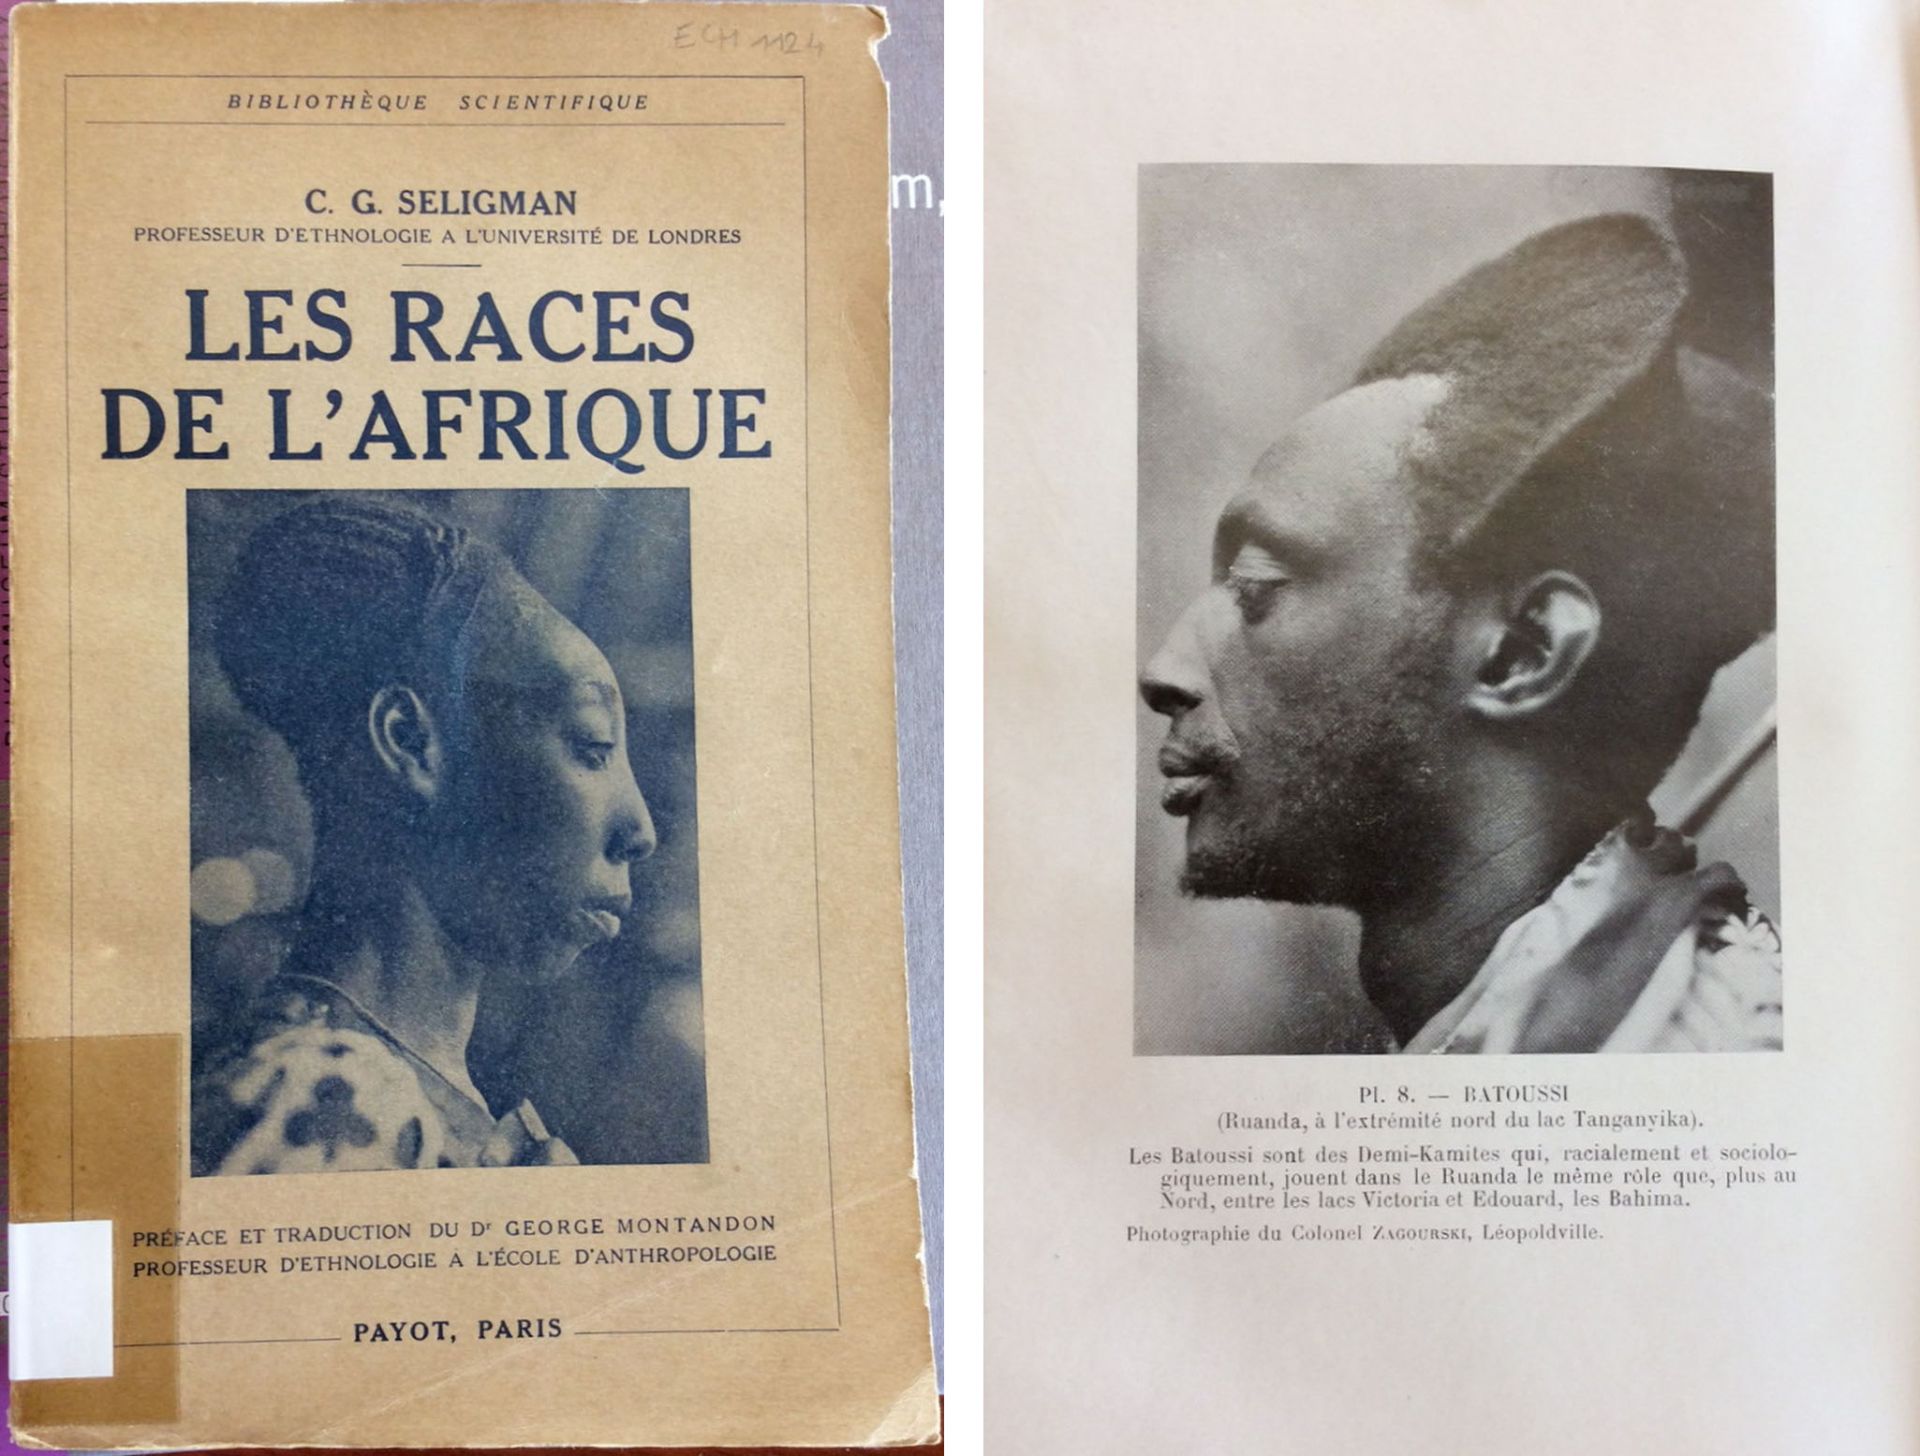 ECH 1124
BIBLIOTHÈQUE SCIENTIFIQUE
C. G. SELIGMAN
PROFESSEUR D'ETHNOLOGIE A L'UNIVERSITÉ DE LONDRES
LES RACES
DE L'AFRIQUE
PRÉFACE ET TRADUCTION DU Dr GEORGE MONTANDON
PROFESSEUR D'ETHNOLOGIE A L'ÉCOLE D'ANTHROPOLOGIE
PAYOT, PARIS
m,
Pl. 8. — BATOUSSI
(Ruanda, à l'extrémité nord du lac Tanganyika).
Les Batoussi sont des Demi-Kamites qui, racialement et sociolo-
giquement, jouent dans le Ruanda le même rôle que, plus au
Nord, entre les lacs Victoria et Edouard, les Bahima.
Photographie du Colonel ZAGOURSKI, Léopoldville.